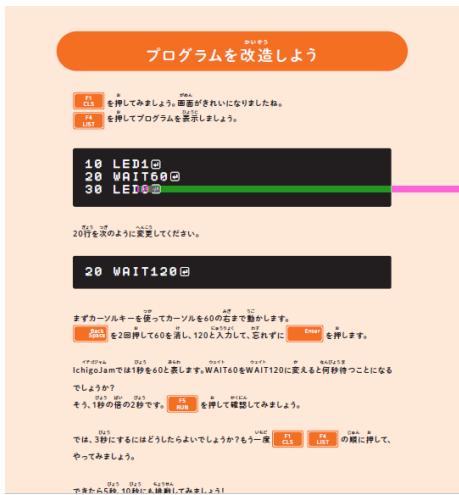 プログラムを改造しよう
F1 CLS を押してみましょう。画面がきれいになりましたね。
F4 LIST を押してプログラムを表示しましょう。
10 LED1↵
20 WAIT60↵
30 LED
20行を次のように変更してください。
20 WAIT120↵
まずカーソルキーを使ってカーソルを60の右まで動かします。
Back Space を2回押して60を消し、120と入力して、忘れずに Enter を押します。
IchigoJamでは1秒を60と表します。WAIT60をWAIT120に変えると何秒待つことになる
でしょうか？
そう、1秒の倍の2秒です。 F5 RUN を押して確認してみましょう。
では、3秒にするにはどうしたらよいでしょうか？もう一度 F1 CLS F4 LIST の順に押して、
やってみましょう。
できたら5秒、10秒にも挑戦してみましょう！